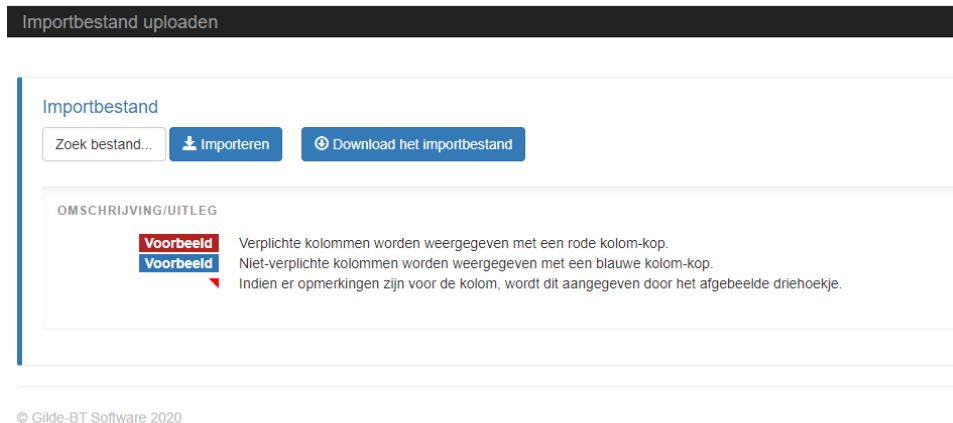 Importbestand uploaden
Importbestand
Zoek bestand... Importeren Download het importbestand
OMSCHRIJVING/UITLEG
Voorbeeld Verplichte kolommen worden weergegeven met een rode kolom-kop.
Voorbeeld Niet-verplichte kolommen worden weergegeven met een blauwe kolom-kop.
Indien er opmerkingen zijn voor de kolom, wordt dit aangegeven door het afgebeelde driehoekje.
© Gilde-BT Software 2020